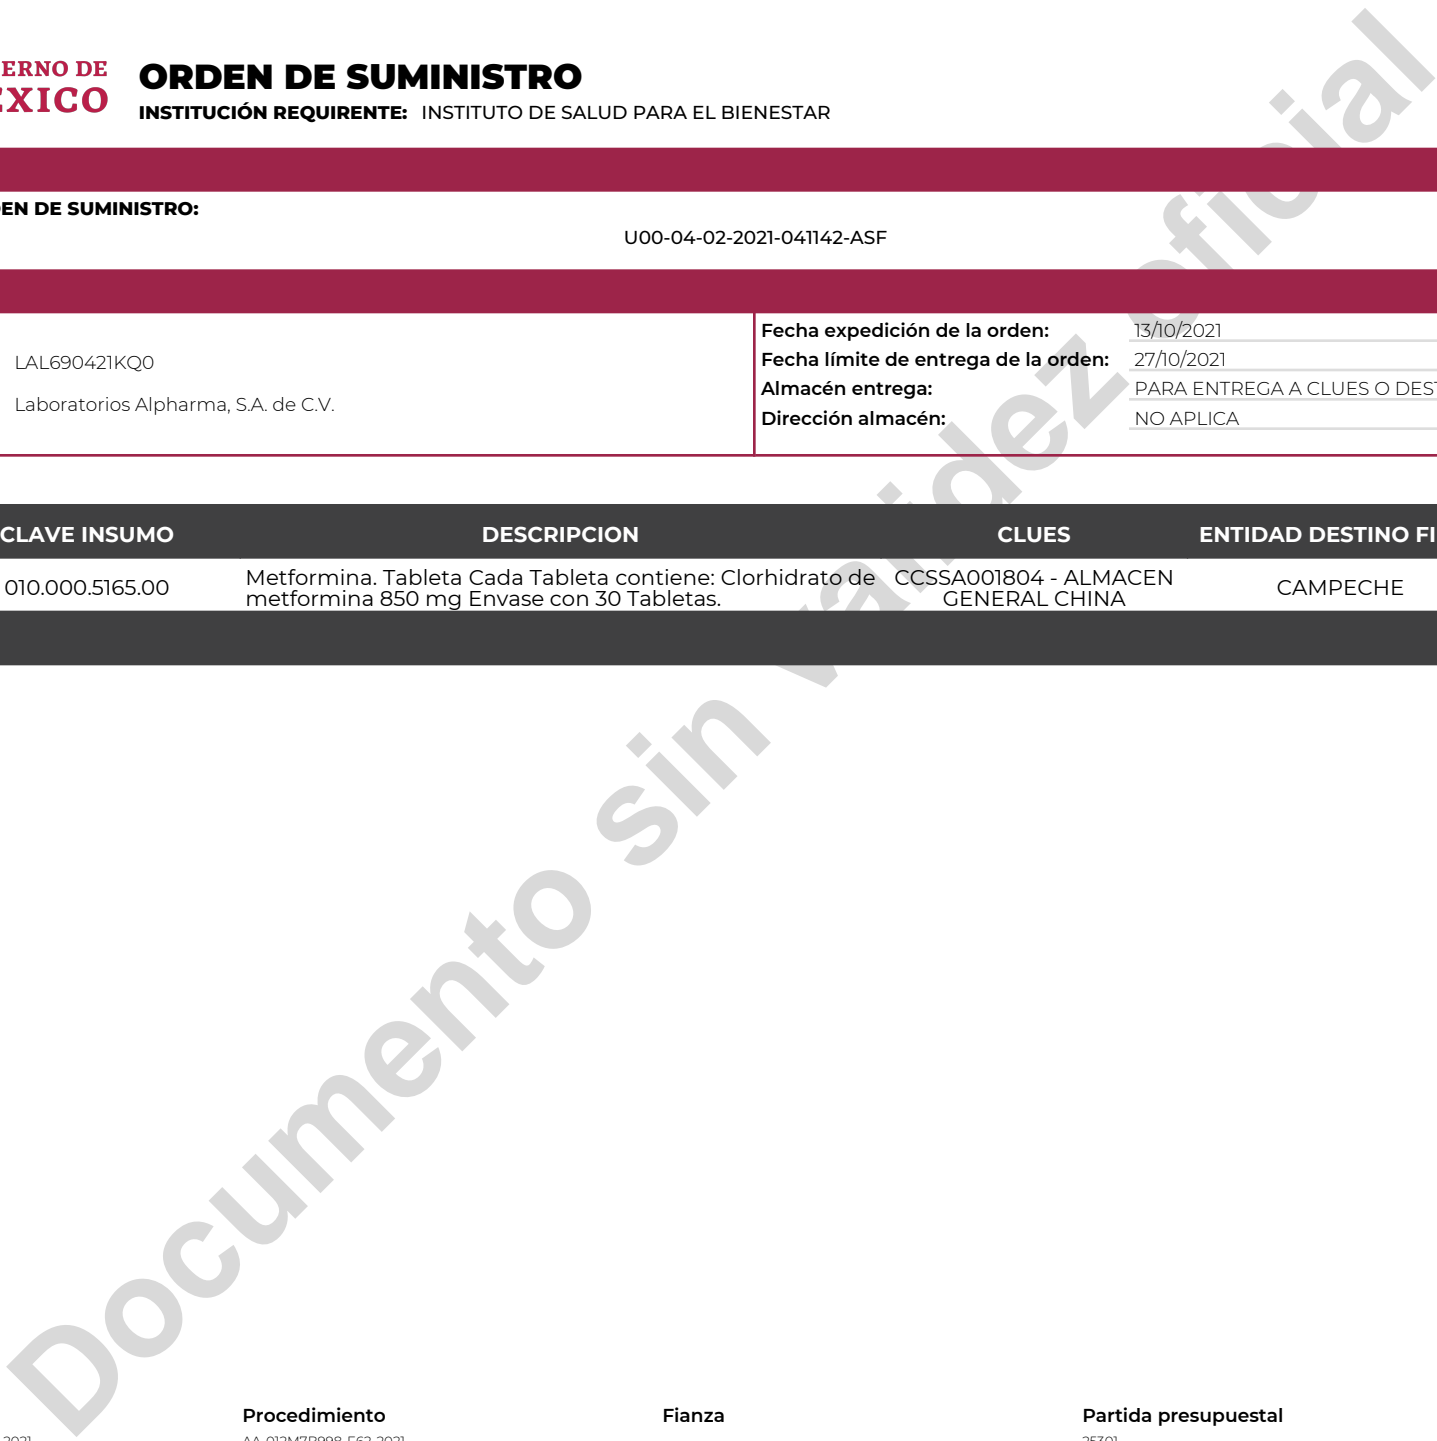 ERNO DE
XICO
ORDEN DE SUMINISTRO
INSTITUCIÓN REQUIRENTE: INSTITUTO DE SALUD PARA EL BIENESTAR
EN DE SUMINISTRO:
U00-04-02-2021-041142-ASF
LAL690421KQ0
Laboratorios Alpharma, S.A. de C.V.
Fecha expedición de la orden: 13/10/2021
Fecha límite de entrega de la orden: 27/10/2021
Almacén entrega: PARA ENTREGA A CLUES O DEST
Dirección almacén: NO APLICA
CLAVE INSUMO DESCRIPCION CLUES ENTIDAD DESTINO FI
010.000.5165.00 Metformina. Tableta Cada Tableta contiene: Clorhidrato de CCSSA001804 - ALMACEN CAMPECHE
metformina 850 mg Envase con 30 Tabletas. GENERAL CHINA
Documento sin validez oficial
Procedimiento Fianza Partida presupuestal